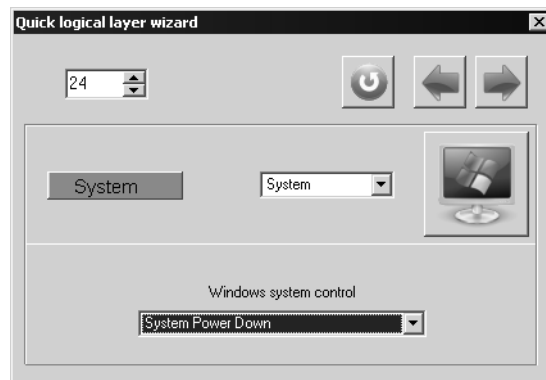 Quick logical layer wizard
24
System
System
Windows system control
System Power Down